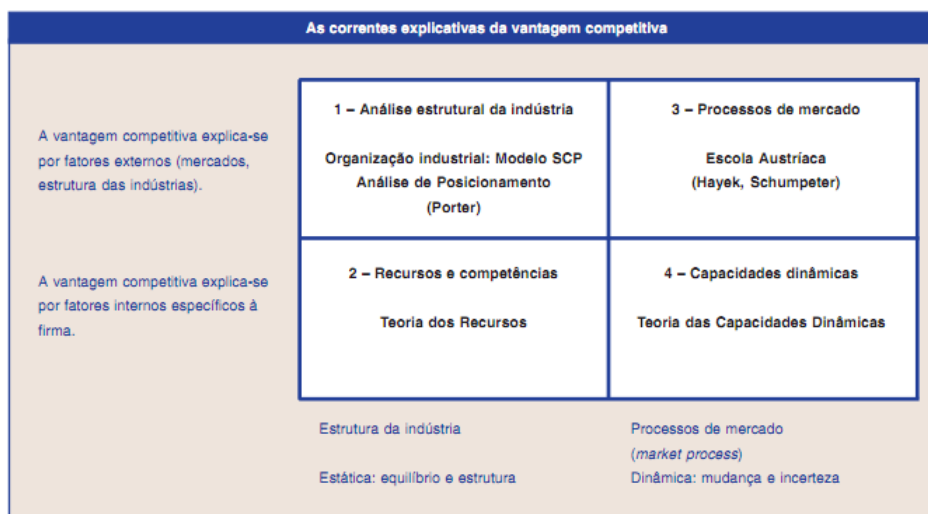 As correntes explicativas da vantagem competitiva
A vantagem competitiva explica-se
por fatores externos (mercados,
estrutura das indústrias).
1 – Análise estrutural da indústria
Organização industrial: Modelo SCP
Análise de Posicionamento
(Porter)
3 – Processos de mercado
Escola Austríaca
(Hayek, Schumpeter)
A vantagem competitiva explica-se
por fatores internos específicos à
firma.
2 – Recursos e competências
Teoria dos Recursos
4 – Capacidades dinâmicas
Teoria das Capacidades Dinâmicas
Estrutura da indústria
Estática: equilíbrio e estrutura
Processos de mercado
(market process)
Dinâmica: mudança e incerteza